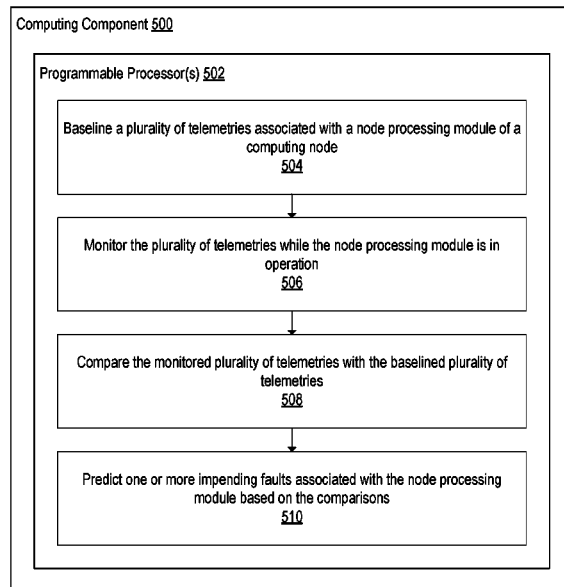 Computing Component 500
Programmable Processor(s) 502
Baseline a plurality of telemetries associated with a node processing module of a
computing node
504
Monitor the plurality of telemetries while the node processing module is in
operation
506
Compare the monitored plurality of telemetries with the baselined plurality of
telemetries
508
Predict one or more impending faults associated with the node processing
module based on the comparisons
510